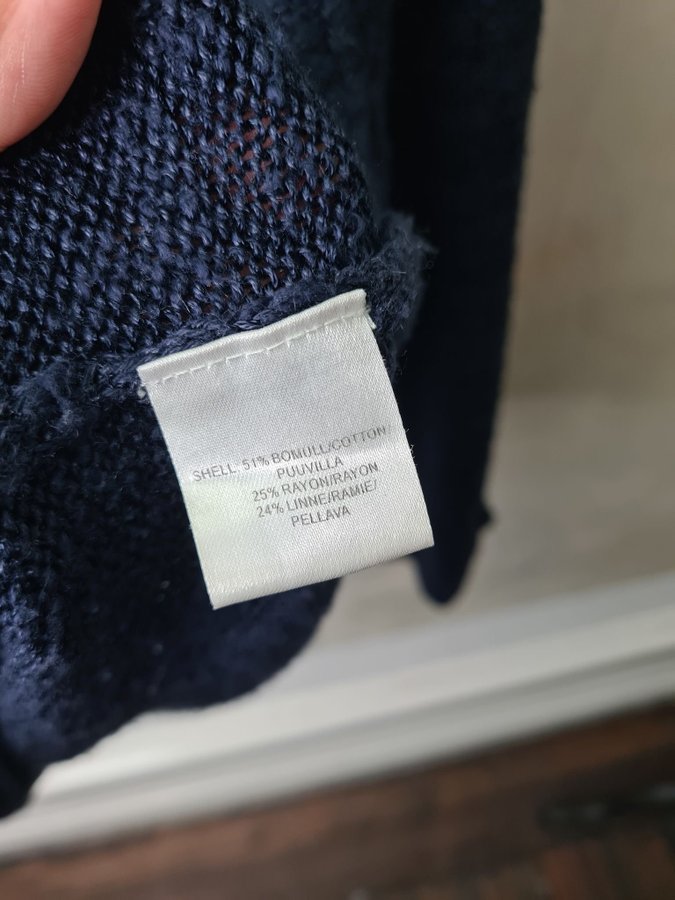 SHELL 51% BOMULL/COTTON
PUUVILLA
25% RAYON/RAYON
24% LINNE/RAMIE/
PELLAVA